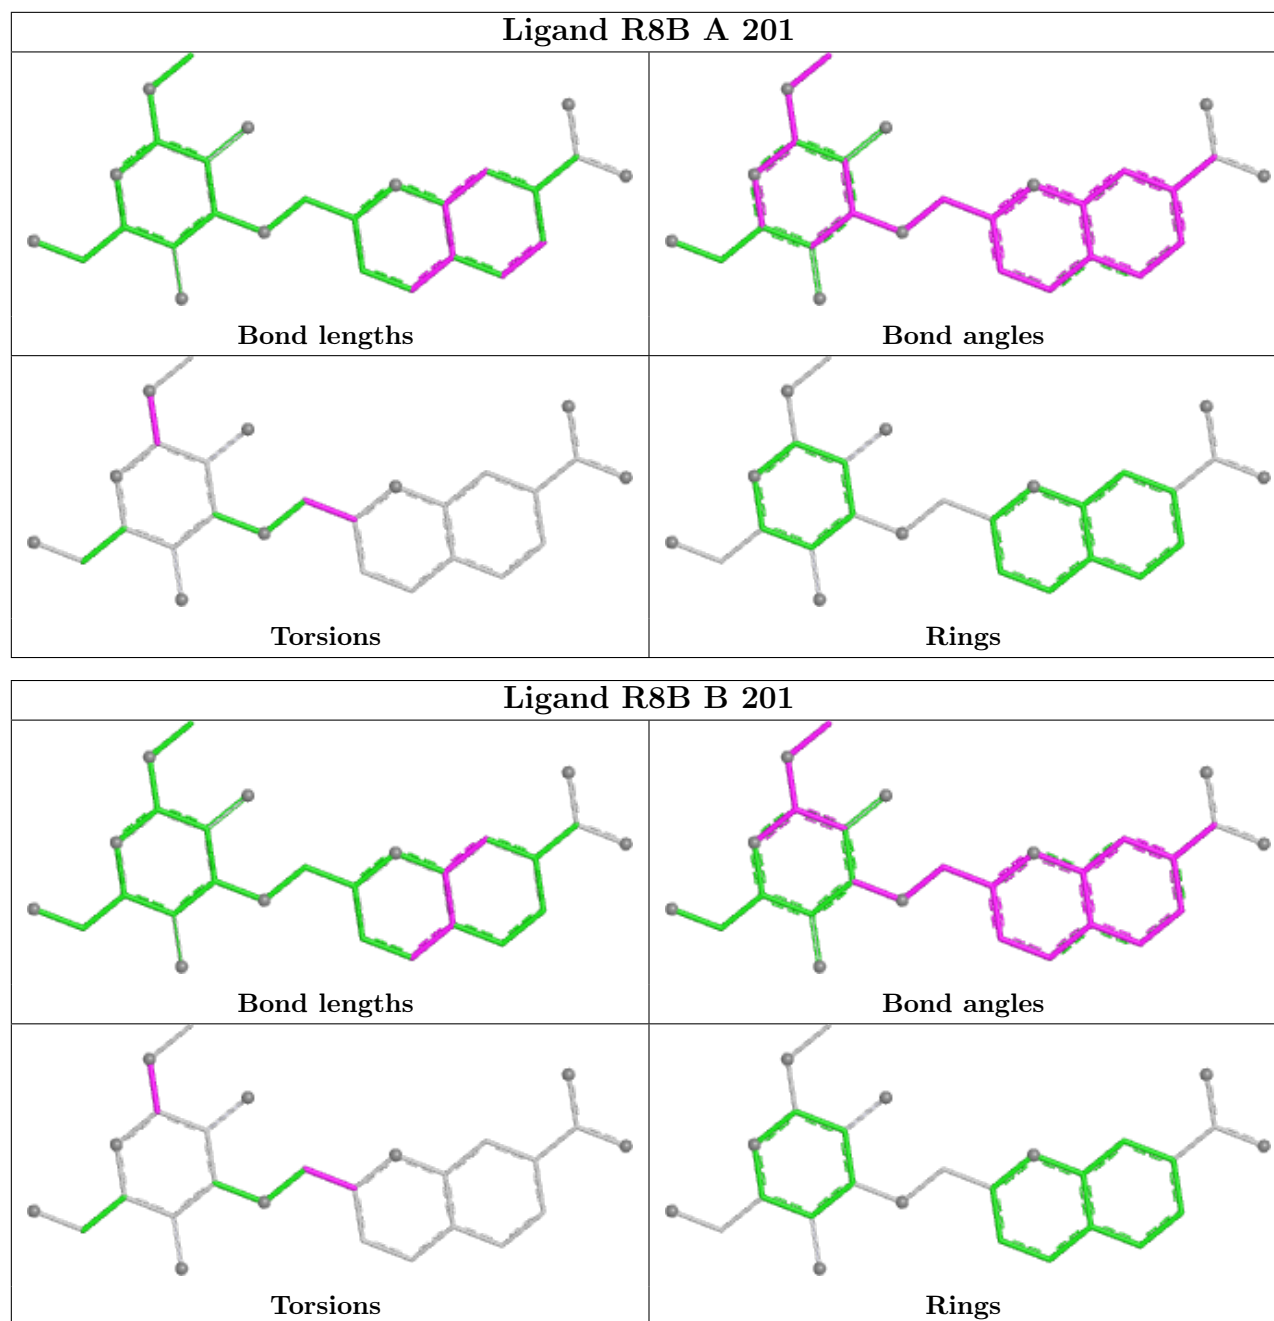 Ligand R8B A 201
Bond lengths
Bond angles
Torsions
Rings
Ligand R8B B 201
Bond lengths
Bond angles
Torsions
Rings